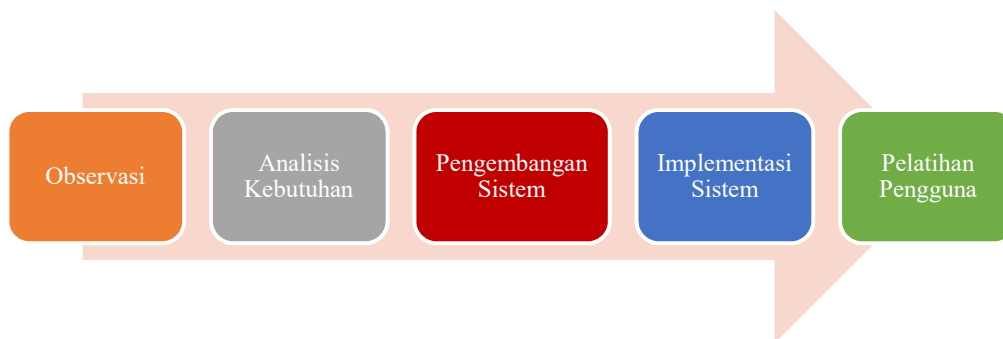 Observasi
Analisis
Kebutuhan
Pengembangan
Sistem
Implementasi
Sistem
Pelatihan
Pengguna